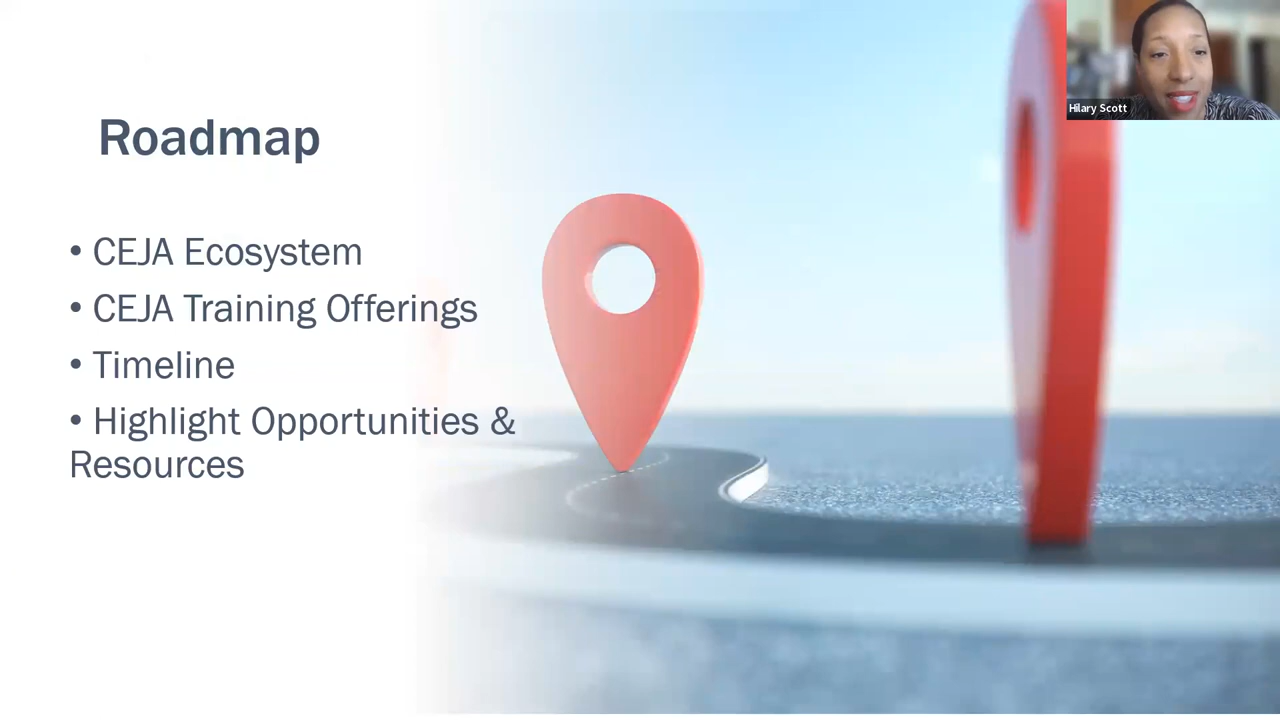 Roadmap
• CEJA Ecosystem
• CEJA Training Offerings
• Timeline
• Highlight Opportunities &
Resources
Hilary Scott